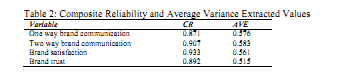 Table 2: Composite Reliability and Average Variance Extracted Values
Variable CR AVE
One way brand communication 0.871 0.576
Two way brand communication 0.907 0.583
Brand satisfaction 0.933 0.561
Brand trust 0.892 0.515